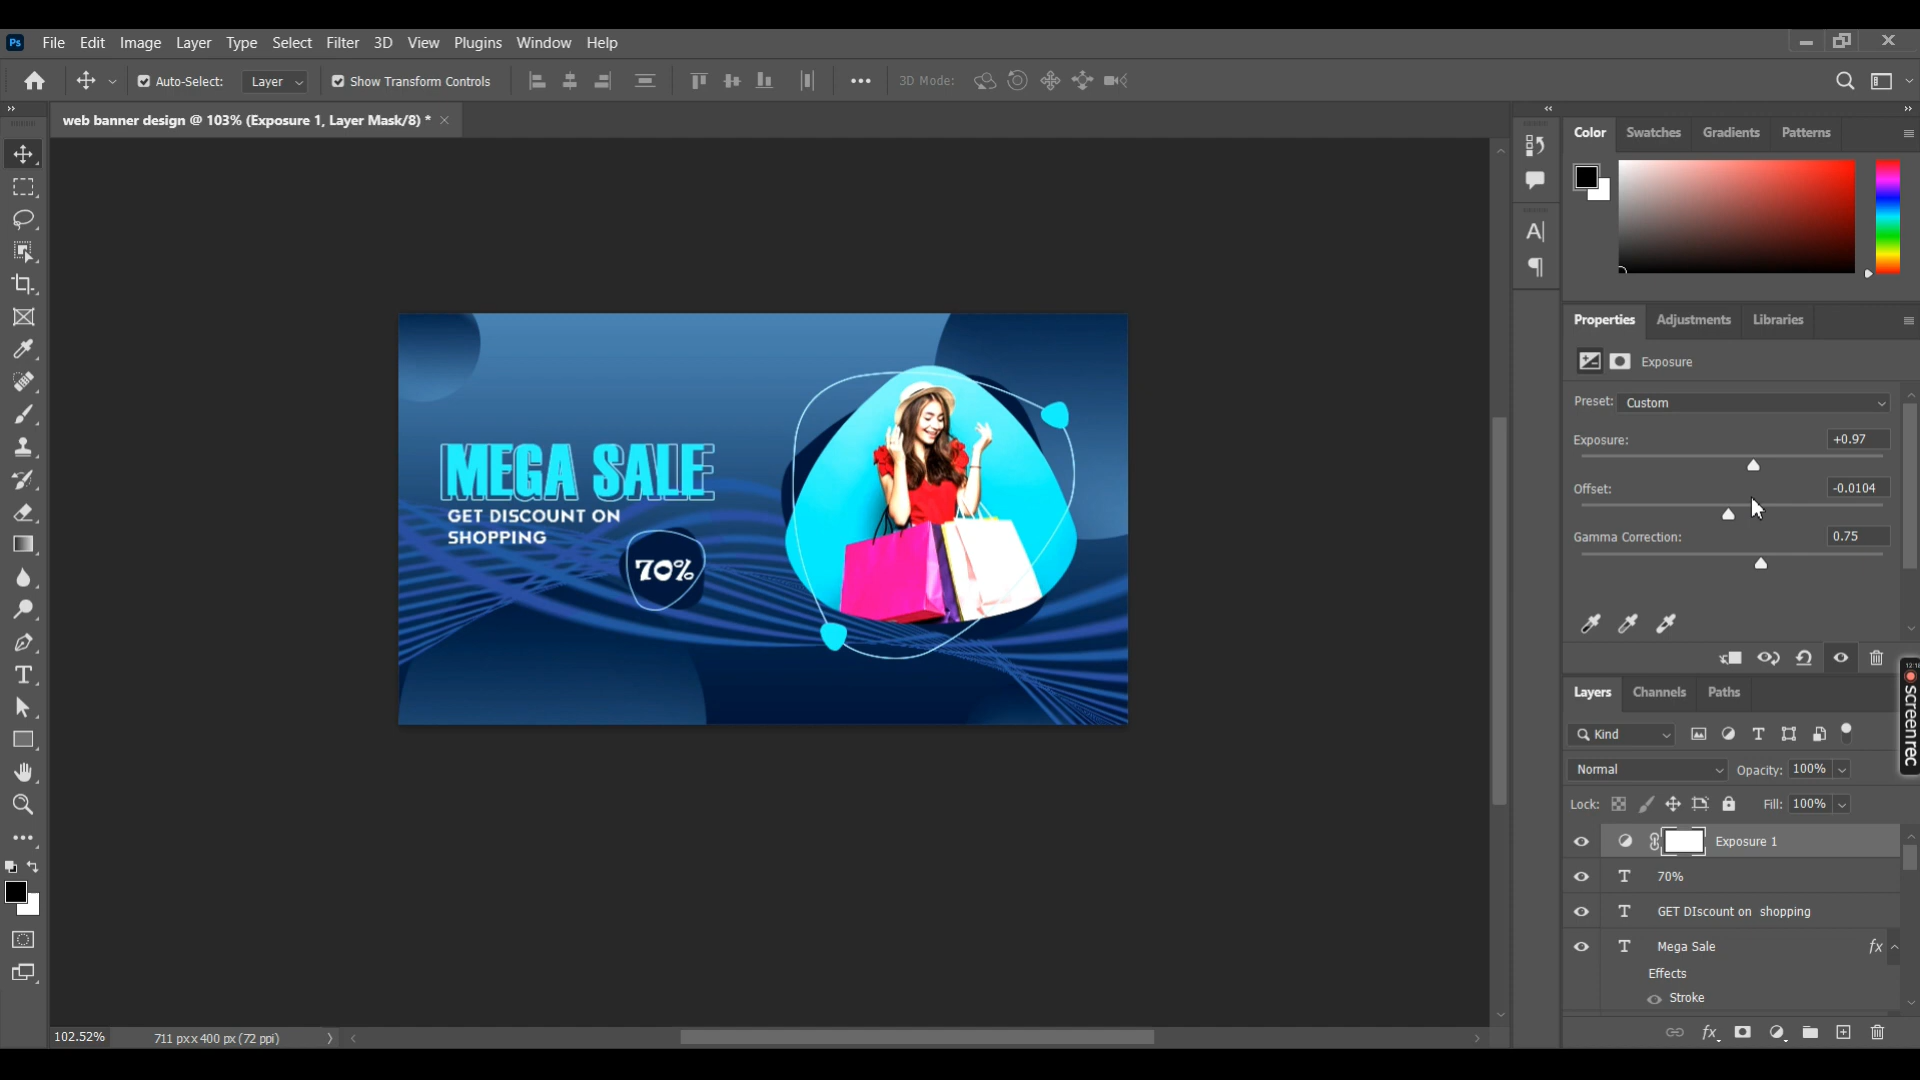 Ps File Edit Image Layer Type Select Filter 3D View Plugins Window Help
Auto-Select: Layer Show Transform Controls 3D Mode:
web banner design @ 103% (Exposure 1, Layer Mask/8) *
Color Swatches Gradients Patterns
Properties Adjustments Libraries
Exposure
Preset: Custom
Exposure: +0.97
Offset: -0.0104
Gamma Correction: 0.75
MEGA SALE
GET DISCOUNT ON
SHOPPING
70%
Layers Channels Paths
Kind
Normal Opacity: 100%
Lock: Fill: 100%
Exposure 1
T 70%
T GET DIscount on shopping
T Mega Sale fx
Effects
Stroke
102.52% 711 px x 400 px (72 ppi)
screenrec